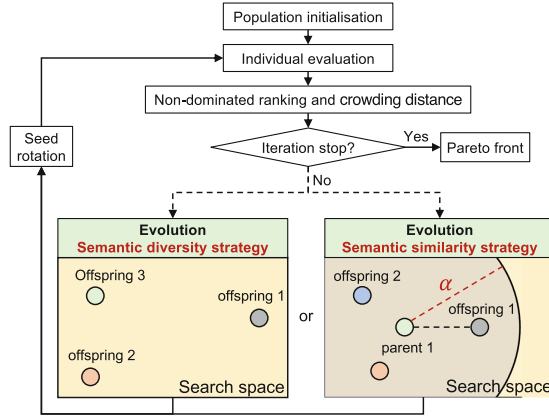 Population initialisation
Individual evaluation
Non-dominated ranking and crowding distance
Seed
rotation
Iteration stop?
Yes
Pareto front
No
Evolution
Semantic diversity strategy
Offspring 3
offspring 1
offspring 2
Search space
or
Evolution
Semantic similarity strategy
offspring 2
α
offspring 1
parent 1
Search space